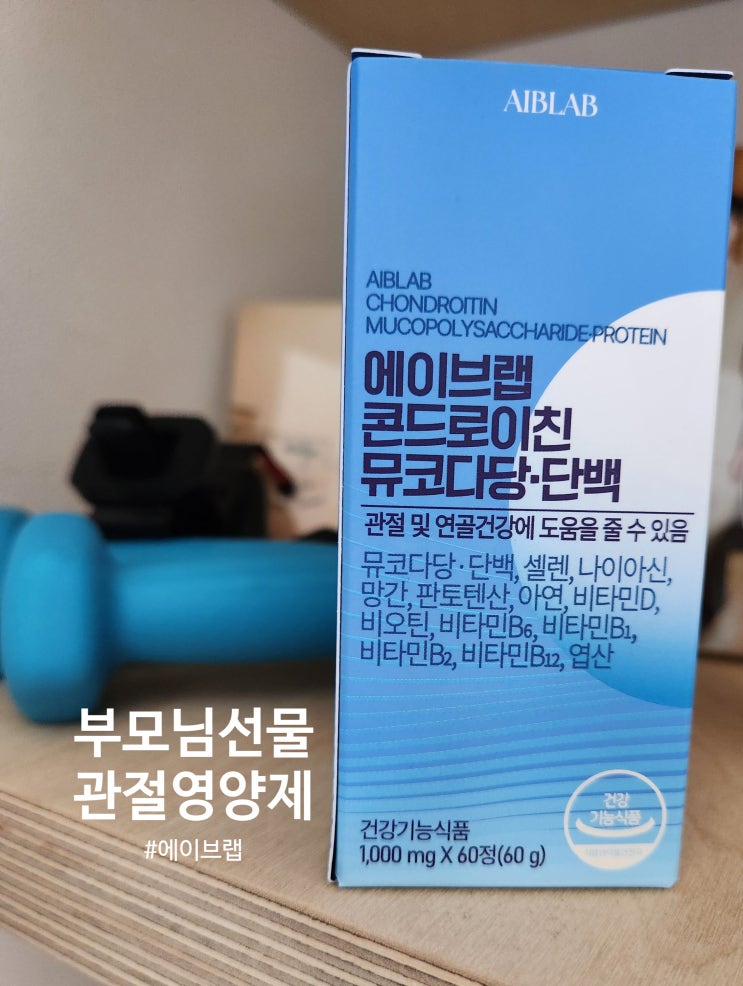 AIBLAB
AIBLAB
CHONDROITIN
MUCOPOLYSACCHARIDE·PROTEIN
에이브랩
콘드로이친
뮤코다당·단백
관절 및 연골건강에 도움을 줄 수 있음
뮤코다당·단백, 셀렌, 나이아신,
망간, 판토텐산, 아연, 비타민D,
비오틴, 비타민B6, 비타민B1,
비타민B2, 비타민B12, 엽산
건강기능식품
1,000 mg X 60정(60 g)
건강
기능식품
부모님선물
관절영양제
#에이브랩